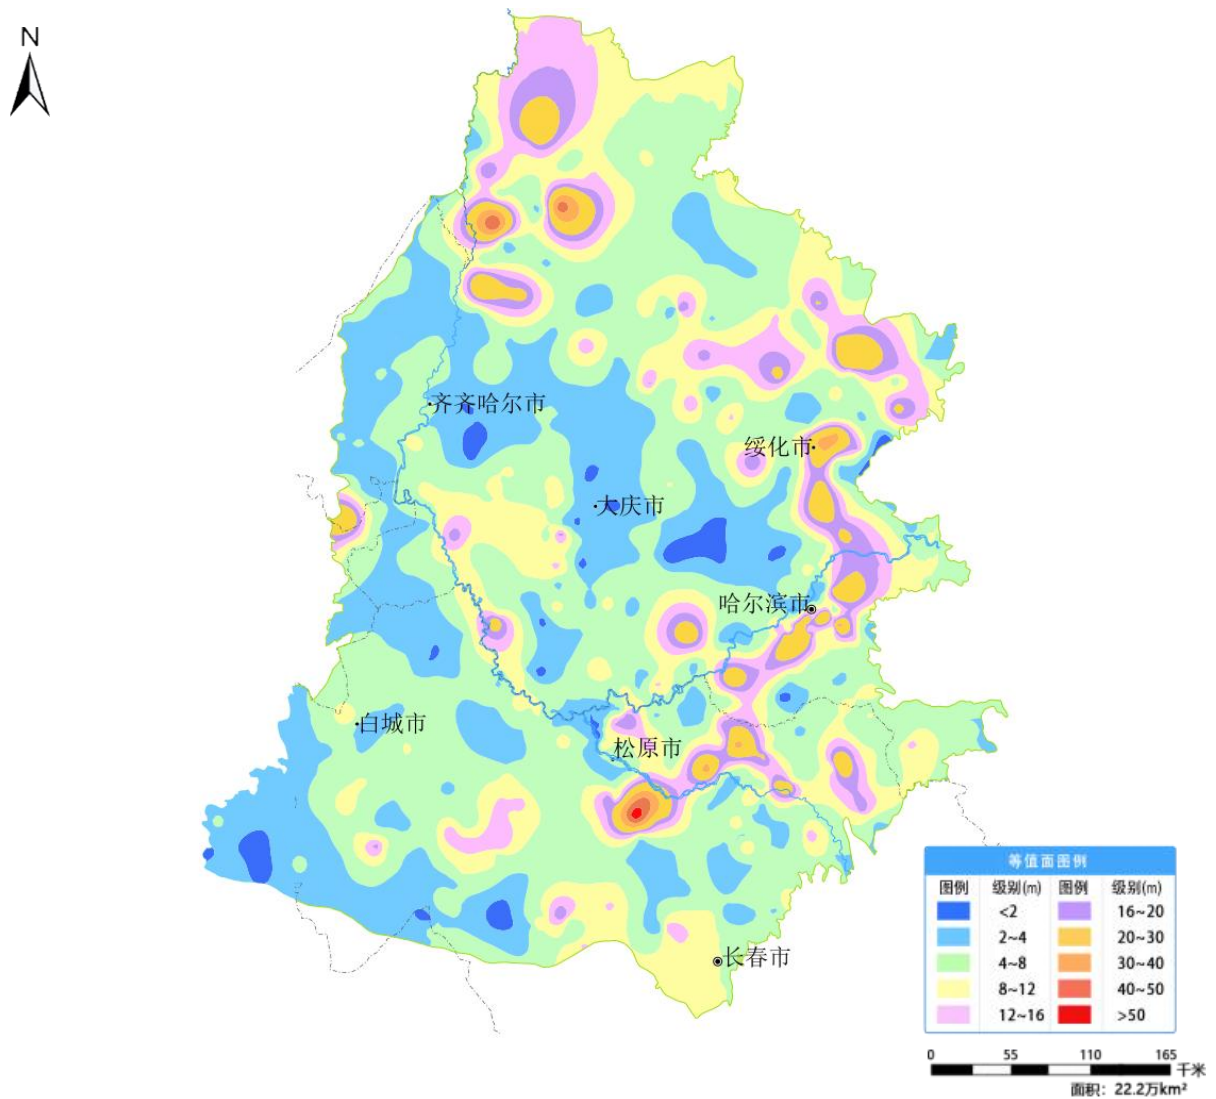 N
齐齐哈尔市
绥化市
大庆市
哈尔滨市
白城市
松原市
长春市
等值面图例
图例 级别(m) 图例 级别(m)
<2 16~20
2~4 20~30
4~8 30~40
8~12 40~50
12~16 >50
0 55 110 165
千米
面积：22.2万km²